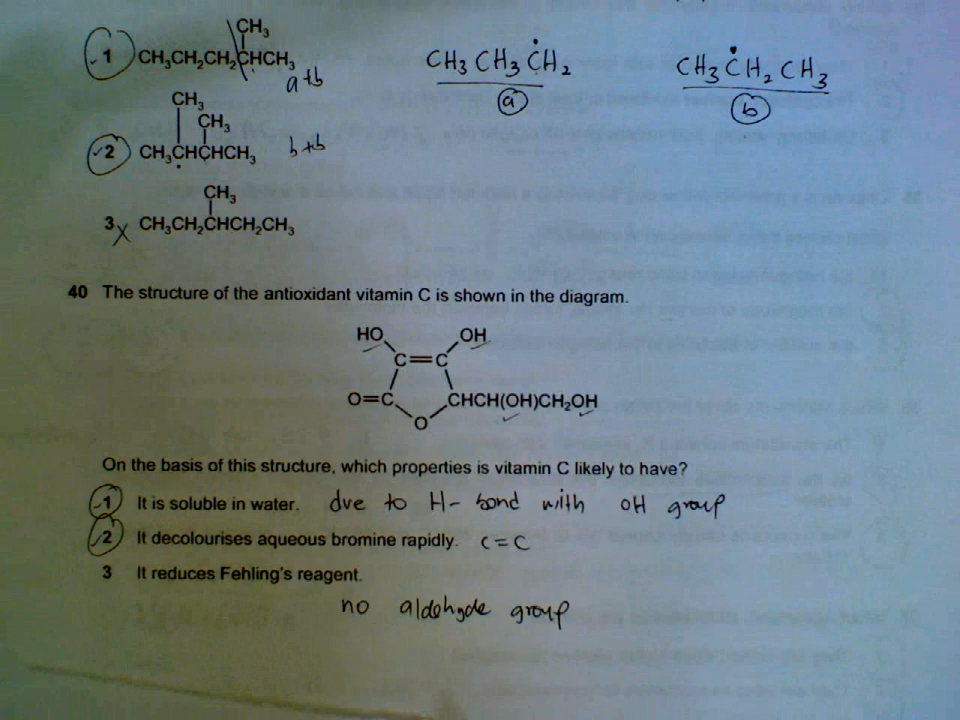 CH₃
1 CH₃CH₂CH₂CHCH₃
a+b
CH₃CH₃ĊH₂
a
CH₃ĊH₂CH₃
b
CH₃
CH₃
2 CH₃CHCHCH₃
b+b
CH₃
3 X CH₃CH₂CHCH₂CH₃
40 The structure of the antioxidant vitamin C is shown in the diagram.
HO OH
C=C
O=C CHCH(OH)CH₂OH
O
On the basis of this structure, which properties is vitamin C likely to have?
1 It is soluble in water. due to H- bond with OH group
2 It decolourises aqueous bromine rapidly. C=C
3 It reduces Fehling's reagent.
no aldehyde group